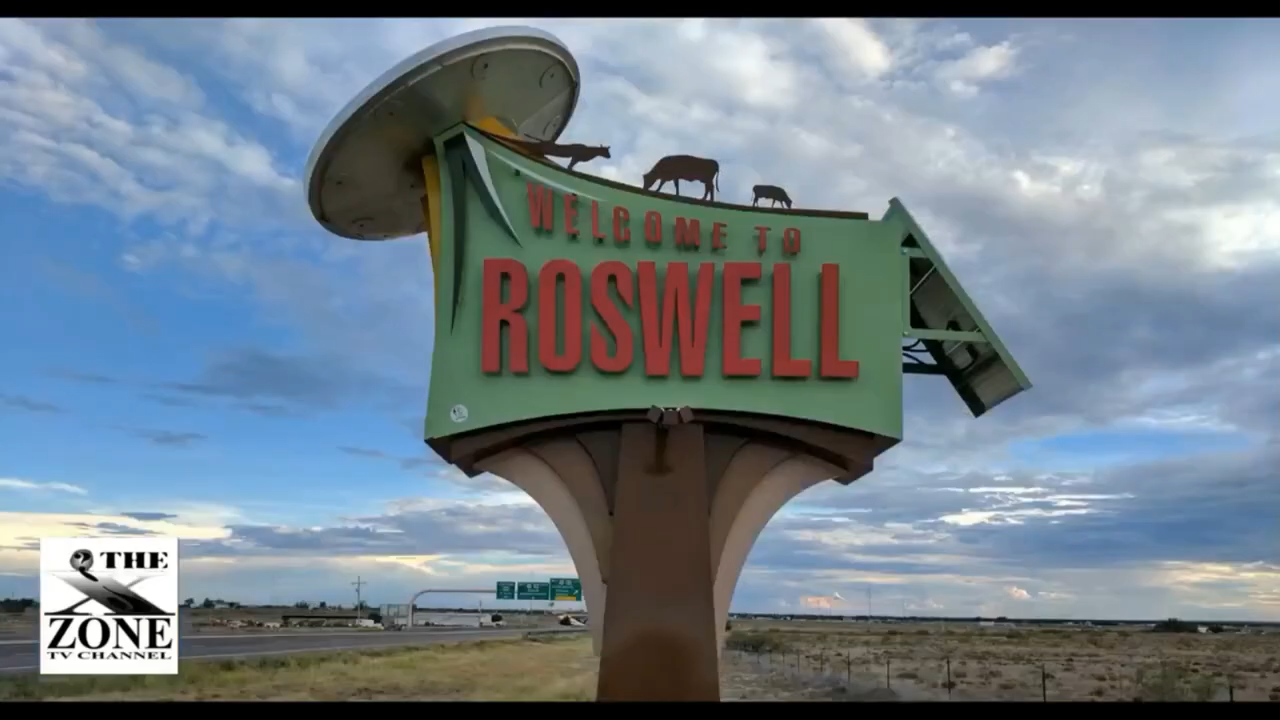 WELCOME TO
ROSWELL
THE
X
ZONE
TV CHANNEL